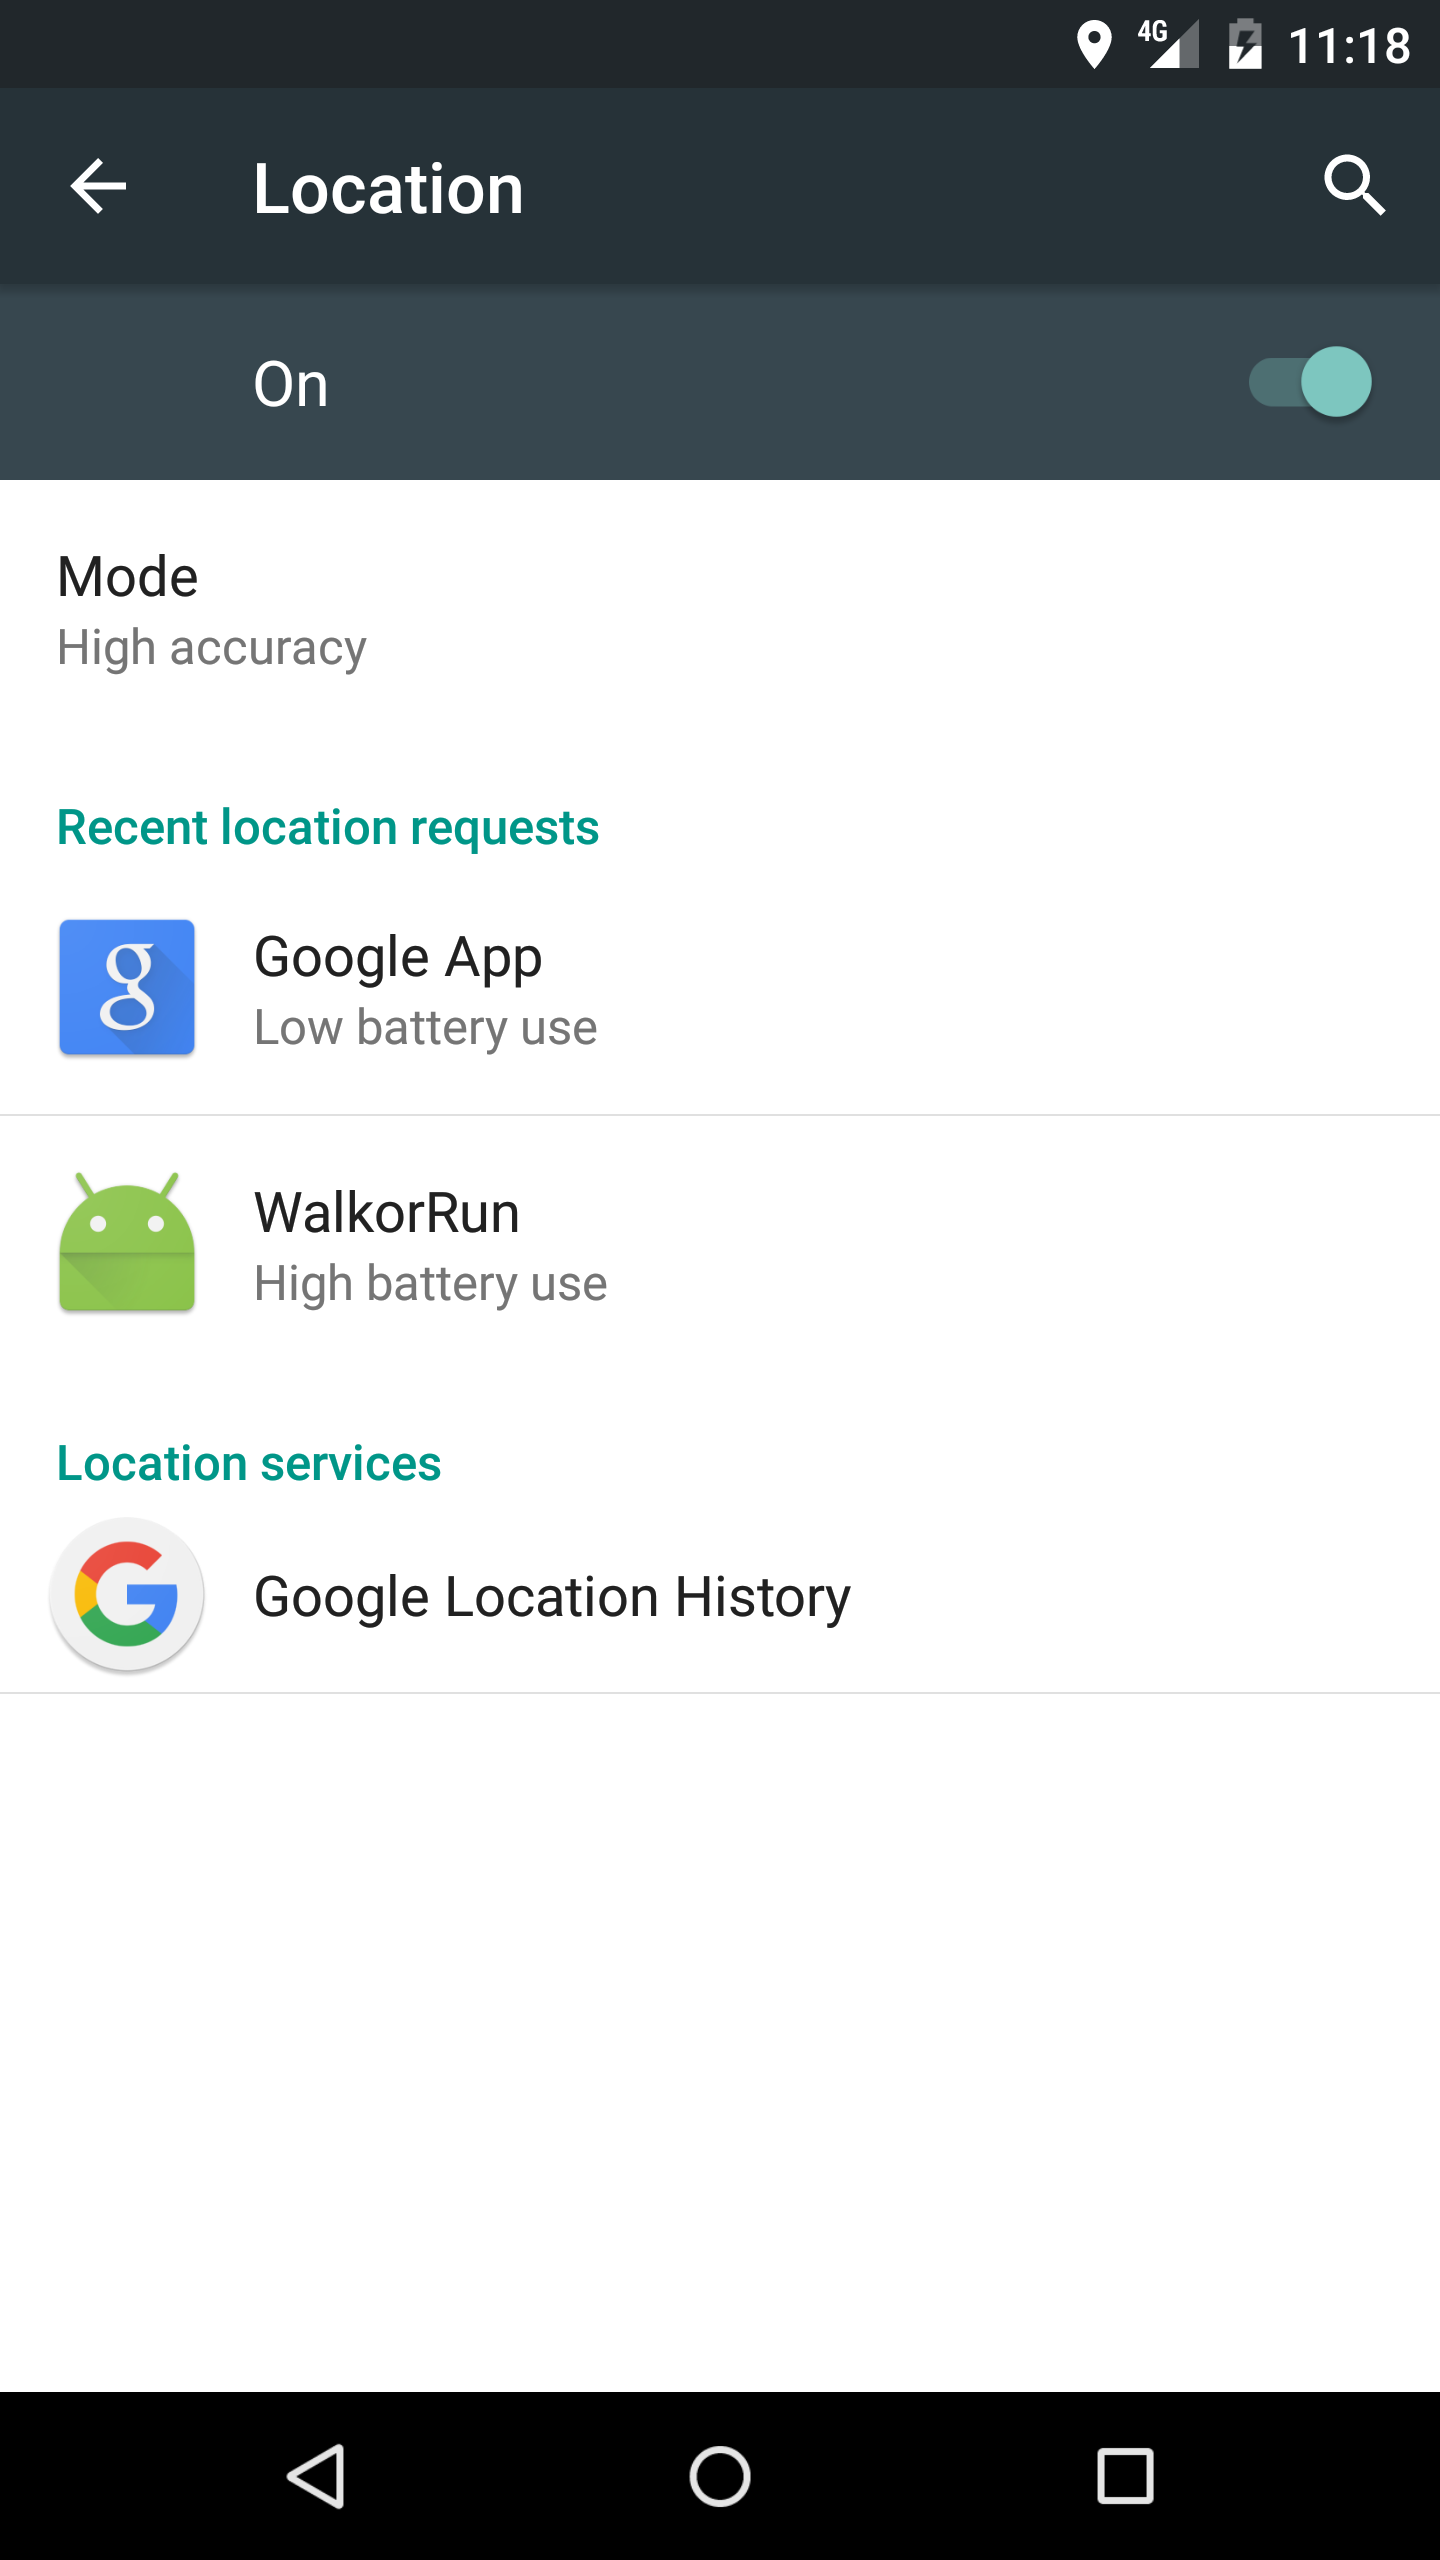 4G 11:18
Location
On
Mode
High accuracy
Recent location requests
Google App
Low battery use
WalkorRun
High battery use
Location services
Google Location History